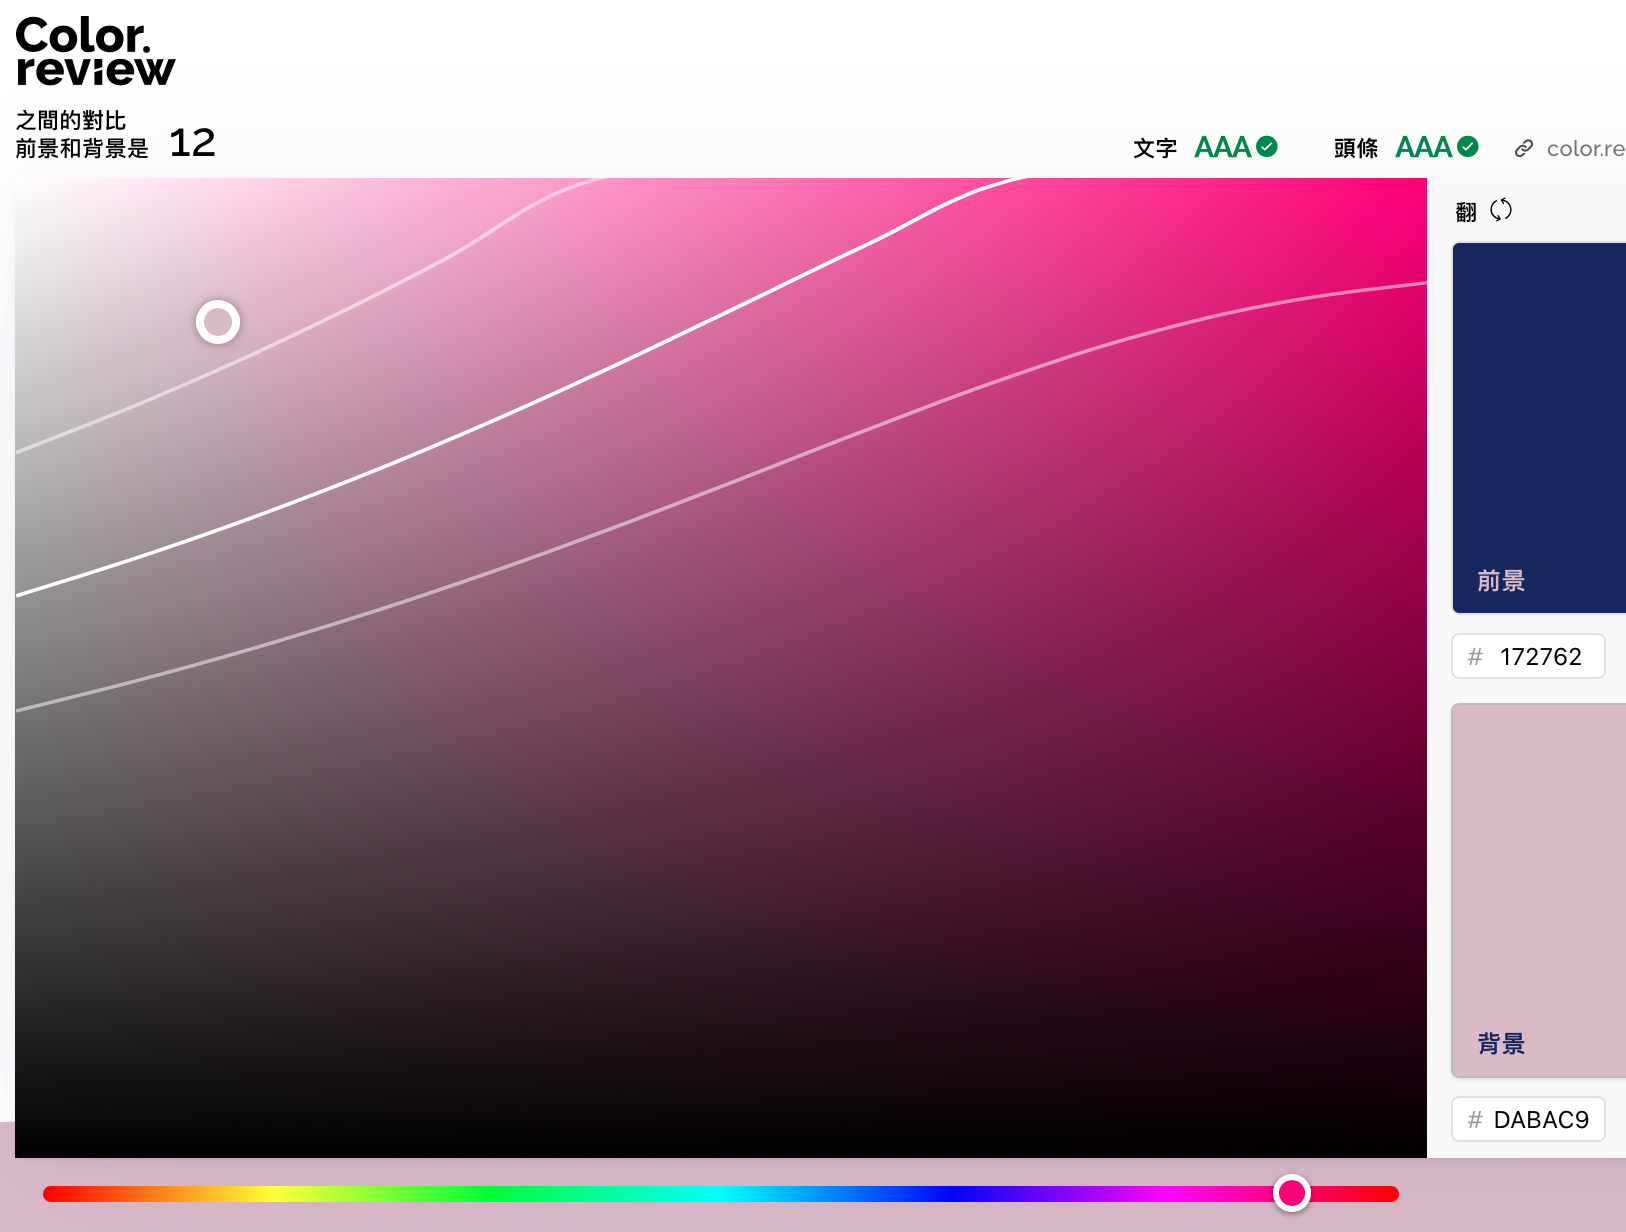 Color.
review
之間的對比
前景和背景是 12
文字 AAA
頭條 AAA
color.re
翻
前景
# 172762
背景
# DABAC9